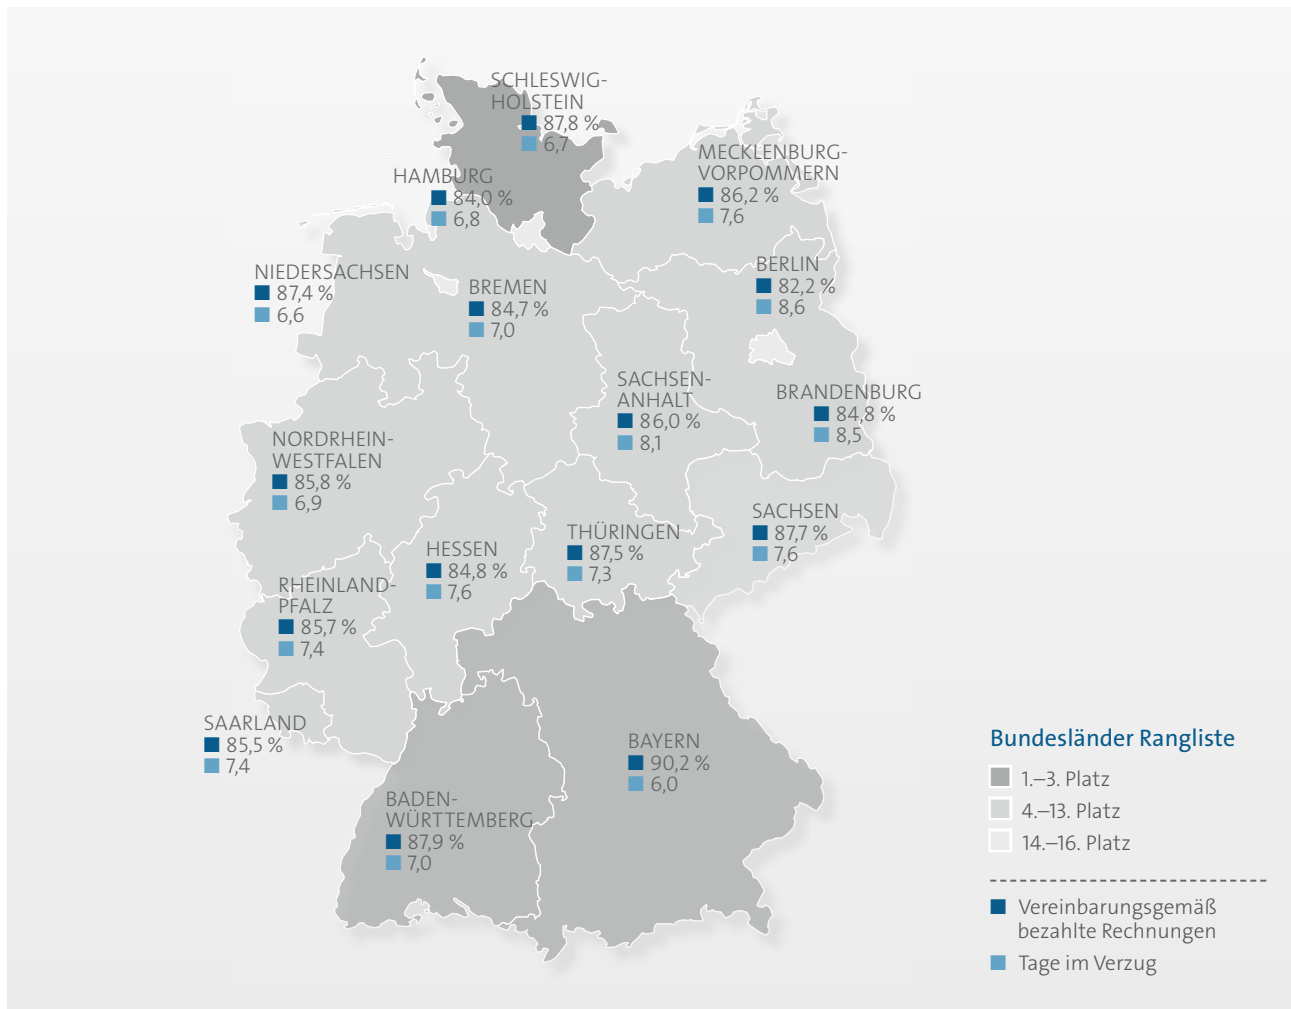 SCHLESWIG-
HOLSTEIN
87,8 %
6,7
MECKLENBURG-
VORPOMMERN
86,2 %
7,6
HAMBURG
84,0 %
6,8
NIEDERSACHSEN
87,4 %
6,6
BREMEN
84,7 %
7,0
BERLIN
82,2 %
8,6
SACHSEN-
ANHALT
86,0 %
8,1
BRANDENBURG
84,8 %
8,5
NORDRHEIN-
WESTFALEN
85,8 %
6,9
SACHSEN
87,7 %
7,6
THÜRINGEN
87,5 %
7,3
HESSEN
84,8 %
7,6
RHEINLAND-
PFALZ
85,7 %
7,4
SAARLAND
85,5 %
7,4
BAYERN
90,2 %
6,0
BADEN-
WÜRTTEMBERG
87,9 %
7,0
Bundesländer Rangliste
1.–3. Platz
4.–13. Platz
14.–16. Platz
Vereinbarungsgemäß
bezahlte Rechnungen
Tage im Verzug